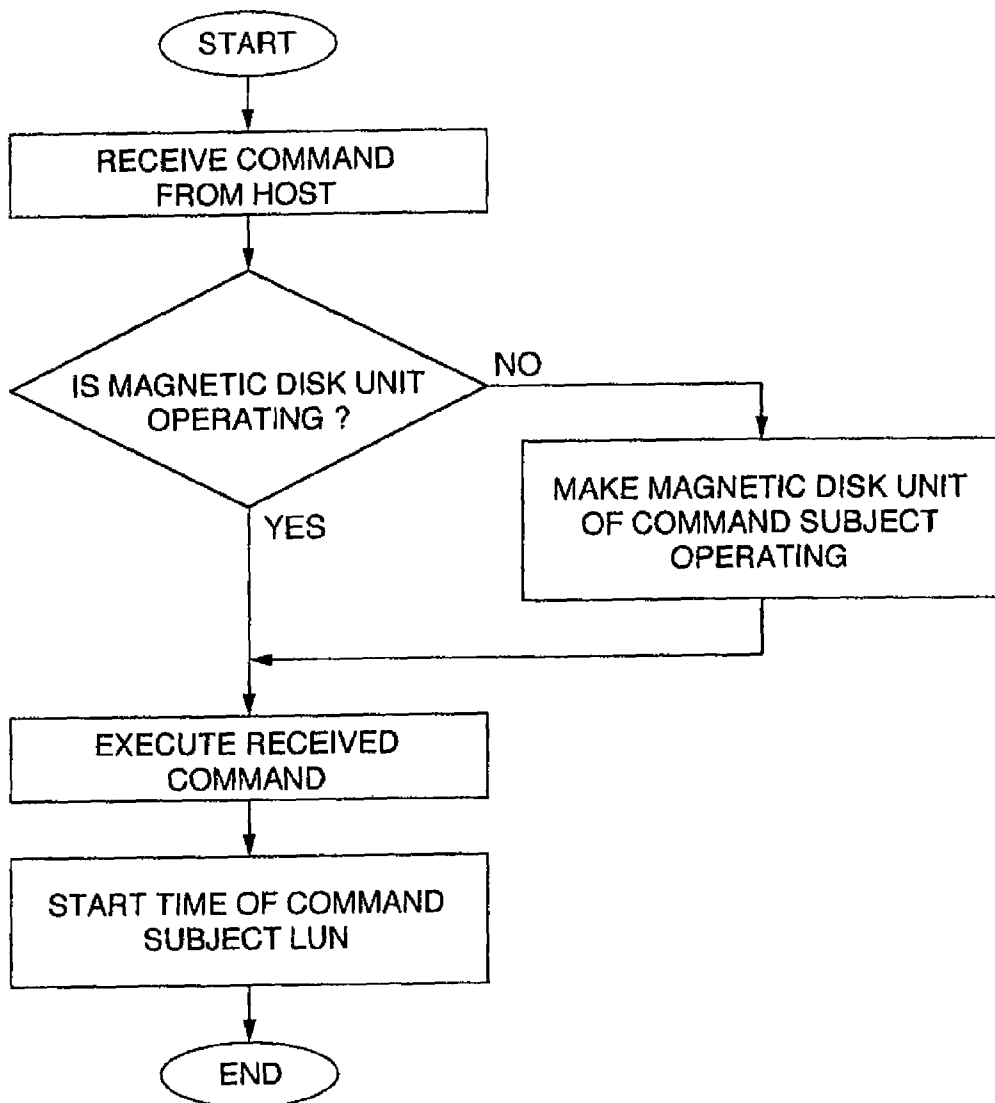 START
RECEIVE COMMAND
FROM HOST
IS MAGNETIC DISK UNIT
OPERATING ?
NO
YES
MAKE MAGNETIC DISK UNIT
OF COMMAND SUBJECT
OPERATING
EXECUTE RECEIVED
COMMAND
START TIME OF COMMAND
SUBJECT LUN
END